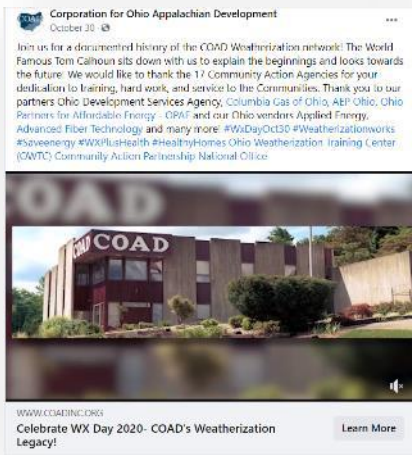 Corporation for Ohio Appalachian Development
October 30
Join us for a documented history of the COAD Weatherization network! The World
Famous Tom Calhoun sits down with us to explain the beginnings and looks towards
the future! We would like to thank the 17 Community Action Agencies for your
dedication to training, hard work, and service to the Communities. Thank you to our
partners Ohio Development Services Agency, Columbia Gas of Ohio, AEP Ohio, Ohio
Partners for Affordable Energy - OPAE and our Ohio vendors Applied Energy,
Advanced Fiber Technology and many more! #WxDayOct30 #Weatherizationworks
#Saveenergy #WXPlusHealth #HealthyHomes Ohio Weatherization Training Center
(OWTC) Community Action Partnership National Office
OAD
COAD COAD
WWW.COADINC.ORG
Celebrate WX Day 2020- COAD's Weatherization
Legacy!
Learn More